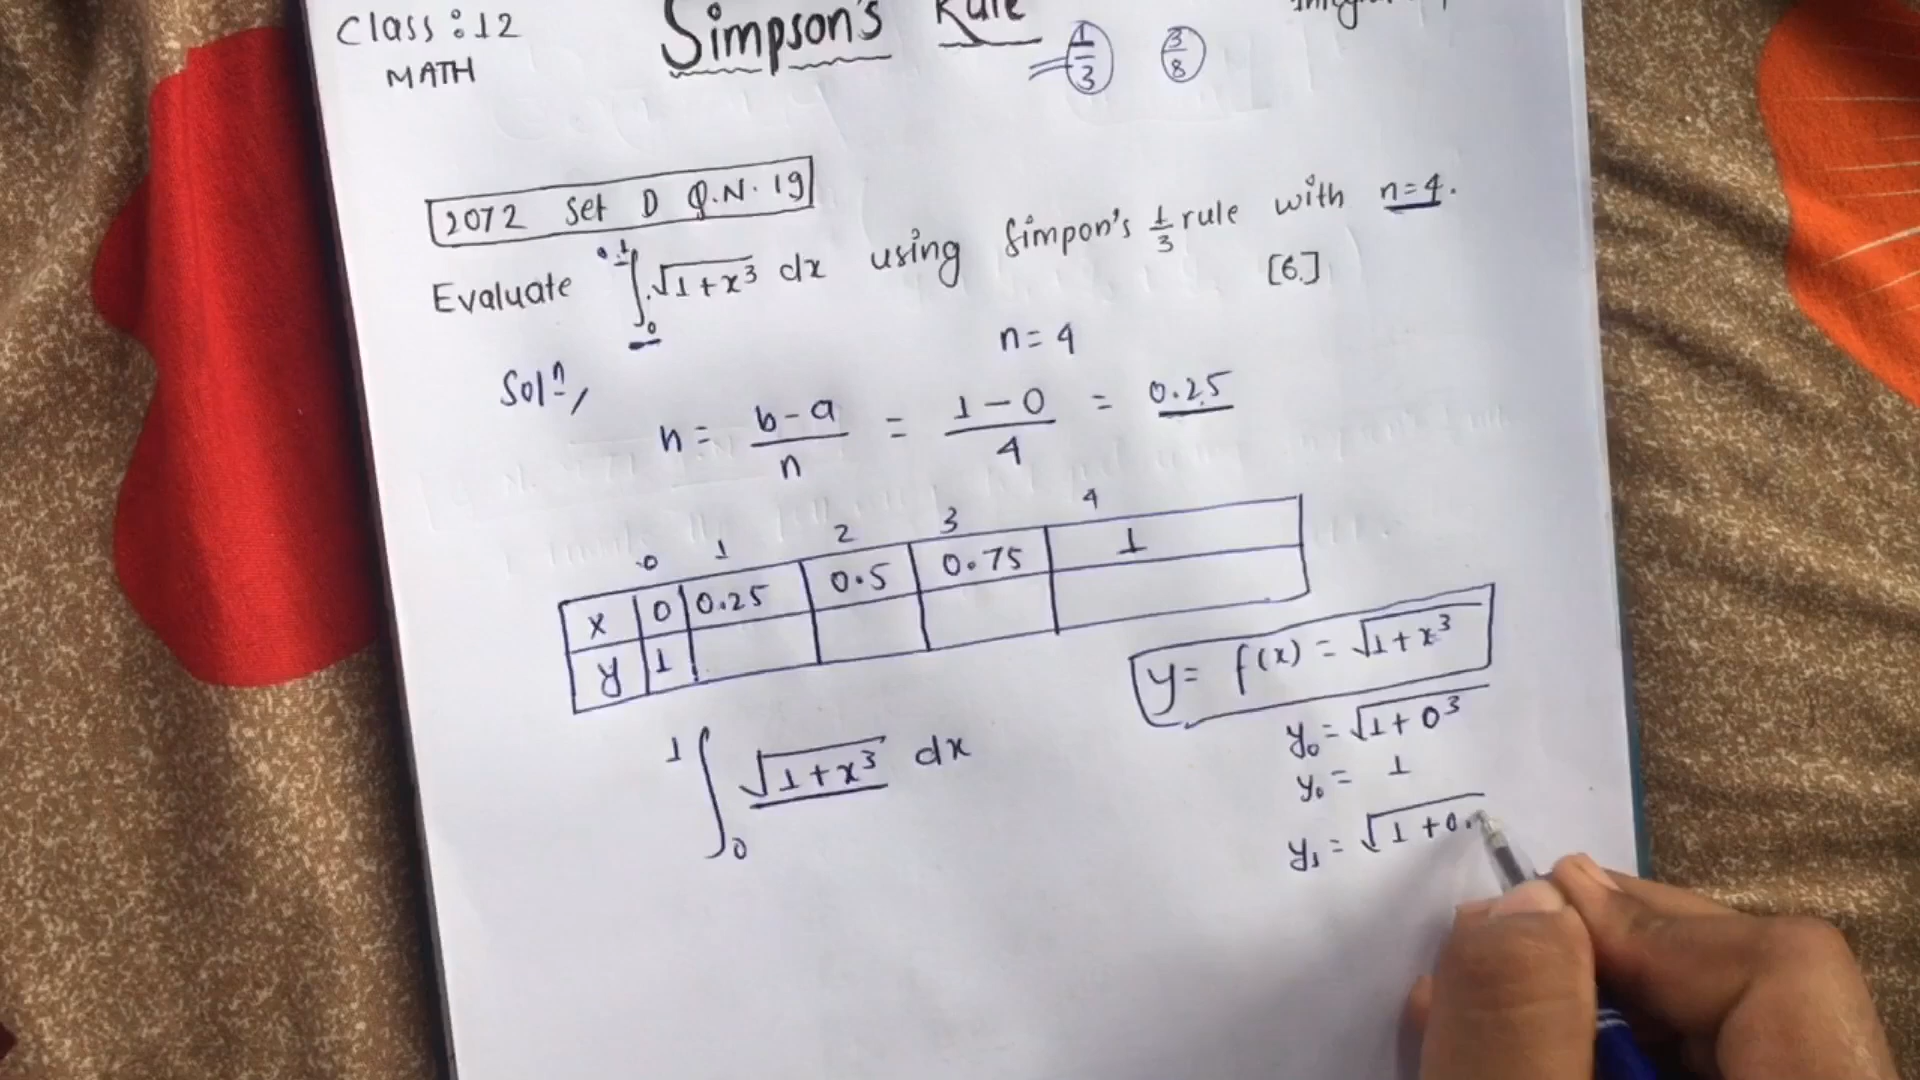 Class : 12
MATH
Simpson's Rule
1/3 3/8
2072 Set D Q.N. 19
Evaluate ∫₀¹ √1+x³ dx using Simpon's 1/3 rule with n=4.
[6]
Solⁿ,
n = 4
h = b-a/n = 1-0/4 = 0.25
0 1 2 3 4
x 0 0.25 0.5 0.75 1
y 1
y = f(x) = √1+x³
∫₀¹ √1+x³ dx
y₀ = √1+0³
y₀ = 1
y₁ = √1+0.